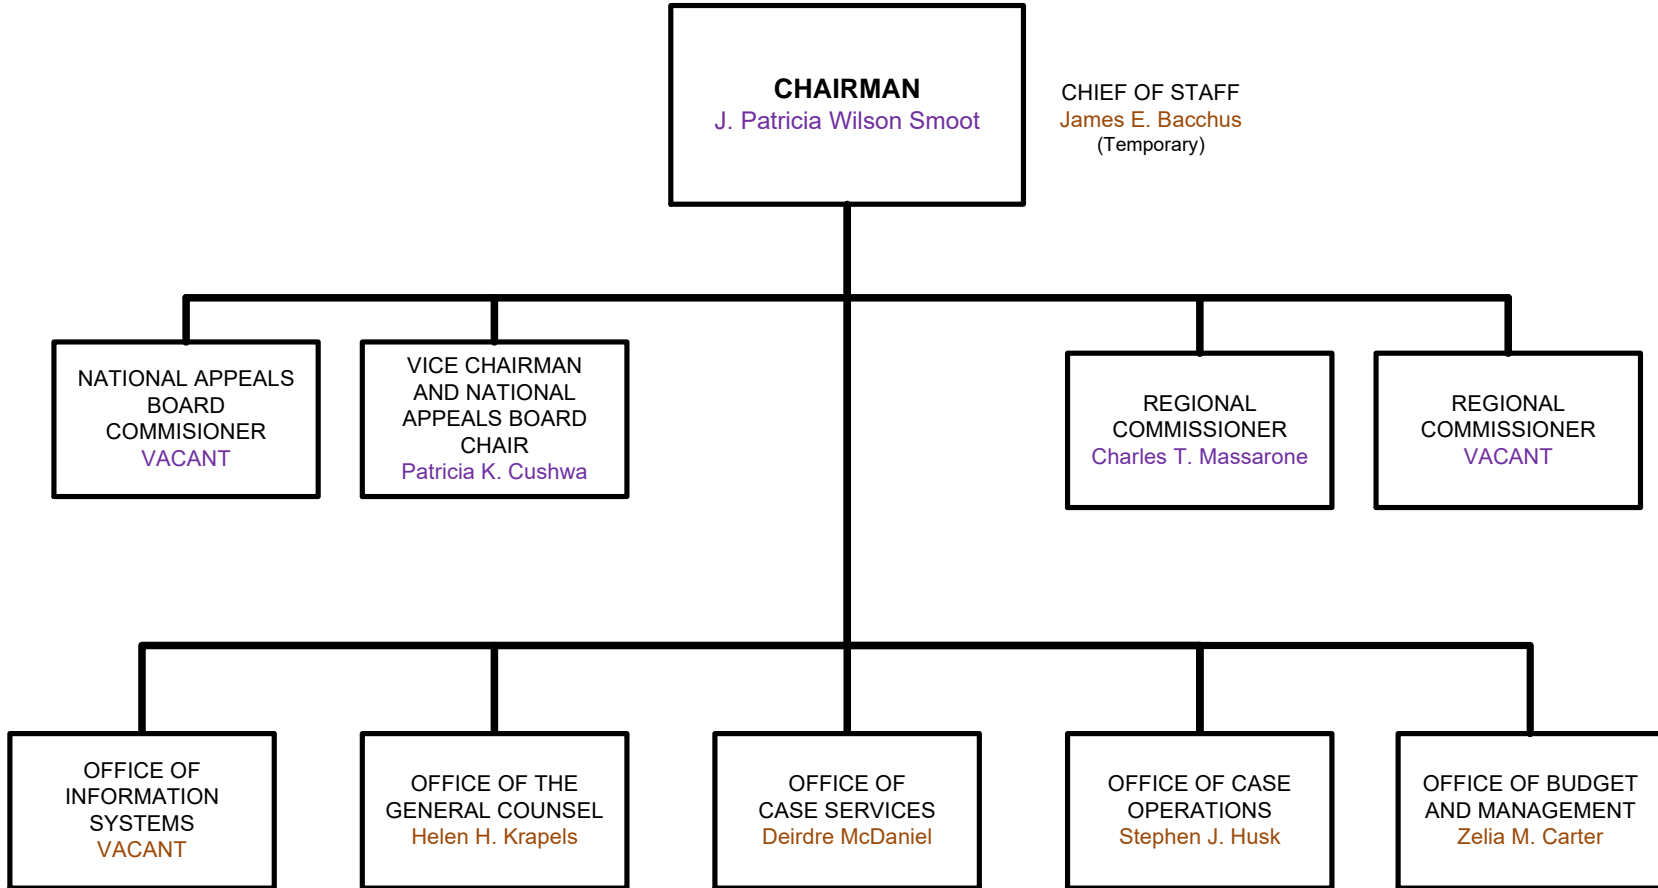 CHAIRMAN
J. Patricia Wilson Smoot
CHIEF OF STAFF
James E. Bacchus
(Temporary)
NATIONAL APPEALS
BOARD
COMMISIONER
VACANT
VICE CHAIRMAN
AND NATIONAL
APPEALS BOARD
CHAIR
Patricia K. Cushwa
REGIONAL
COMMISSIONER
Charles T. Massarone
REGIONAL
COMMISSIONER
VACANT
OFFICE OF
INFORMATION
SYSTEMS
VACANT
OFFICE OF THE
GENERAL COUNSEL
Helen H. Krapels
OFFICE OF
CASE SERVICES
Deirdre McDaniel
OFFICE OF CASE
OPERATIONS
Stephen J. Husk
OFFICE OF BUDGET
AND MANAGEMENT
Zelia M. Carter